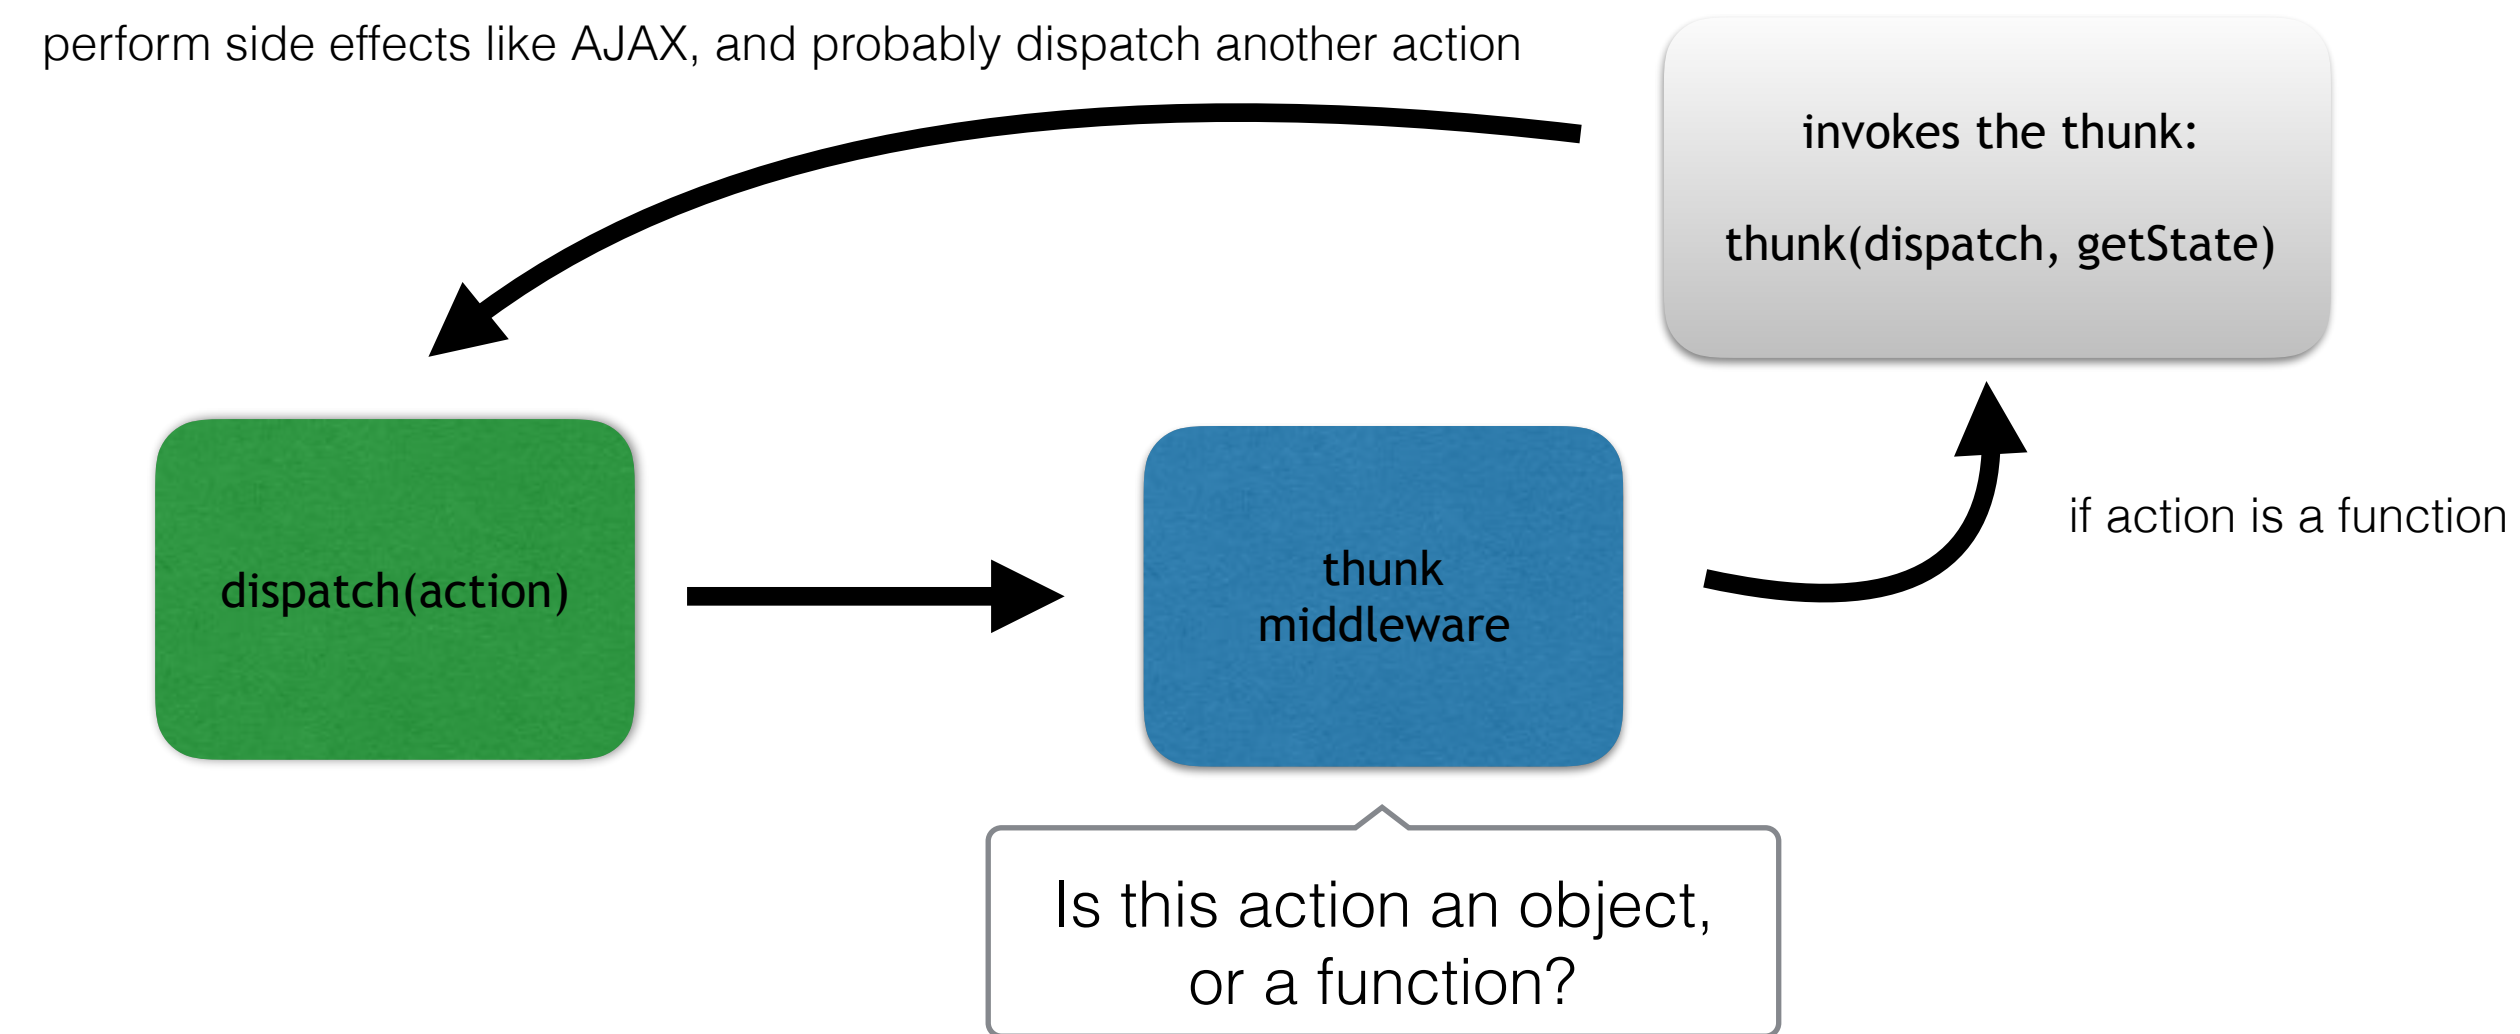 perform side effects like AJAX, and probably dispatch another action
invokes the thunk:
thunk(dispatch, getState)
if action is a function
dispatch(action)
thunk
middleware
Is this action an object,
or a function?